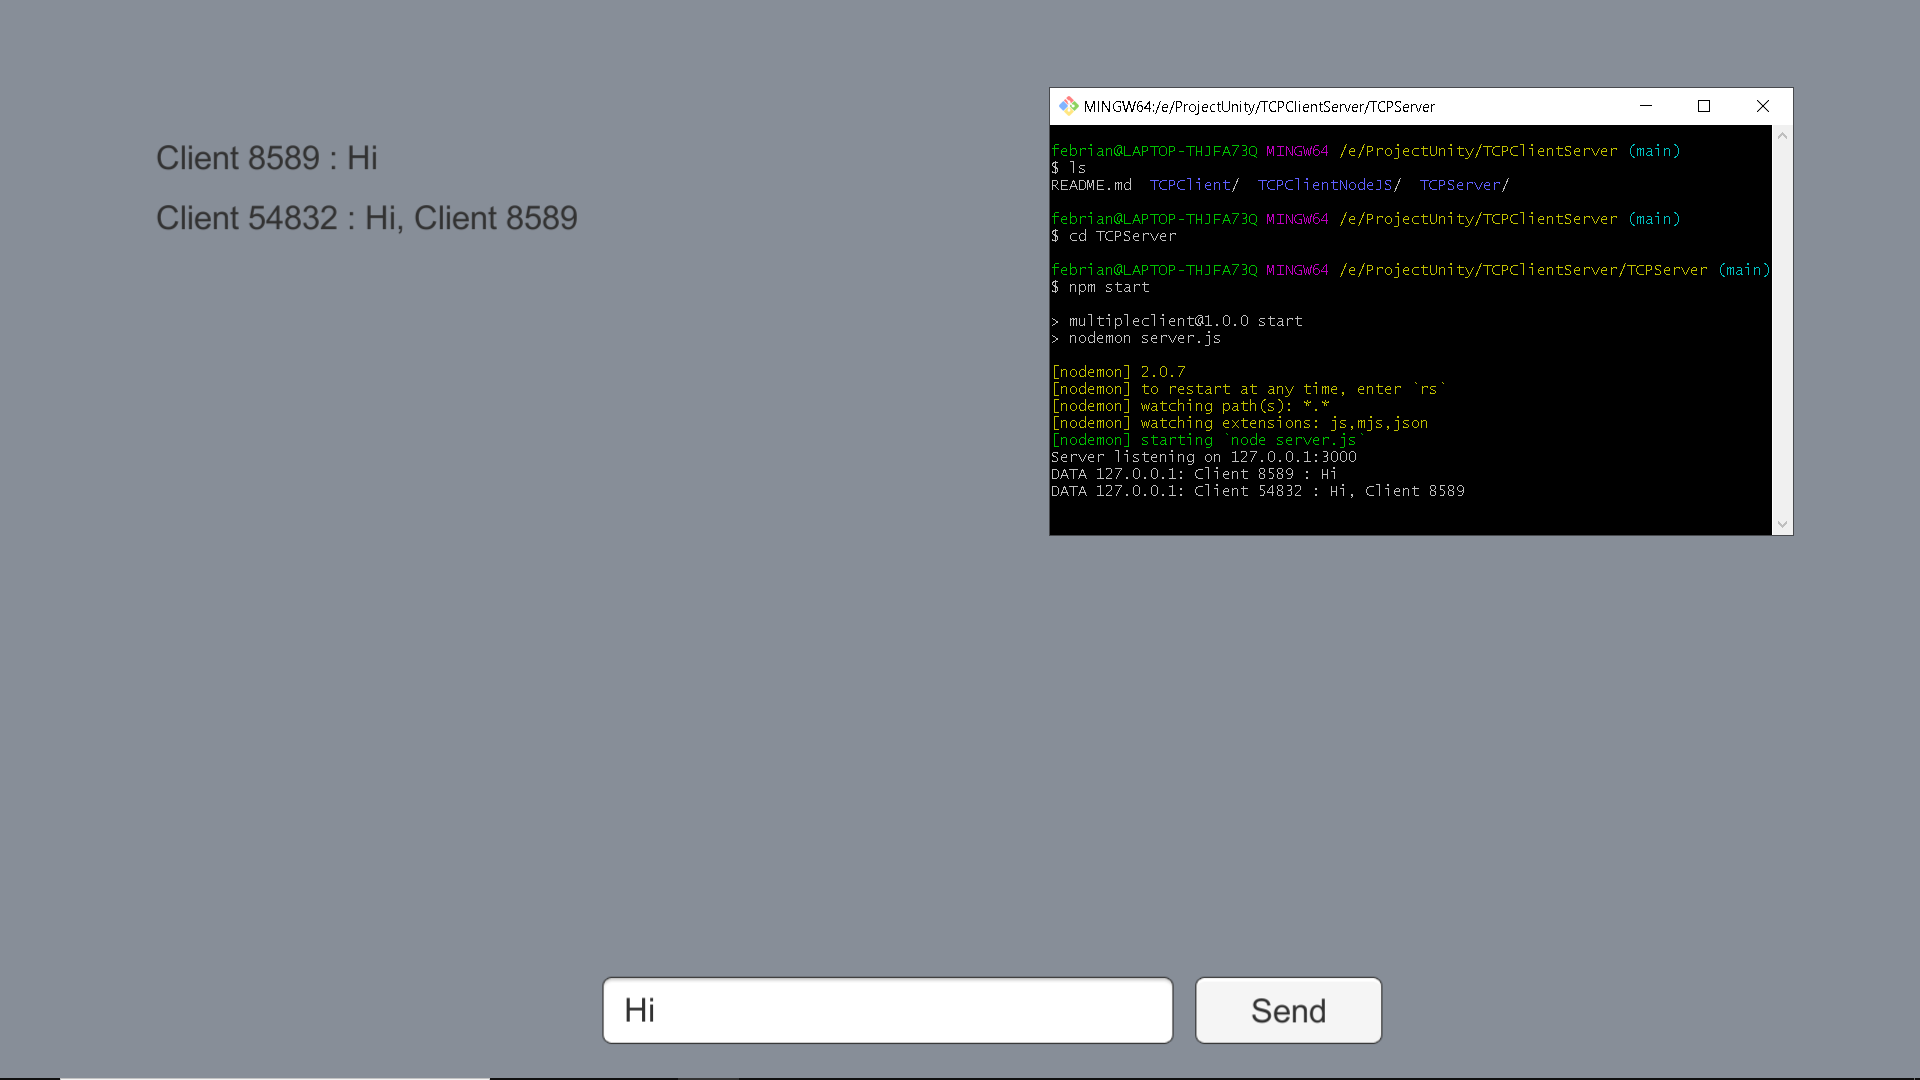 Client 8589 : Hi
Client 54832 : Hi, Client 8589
MINGW64:/e/ProjectUnity/TCPClientServer/TCPServer
febrian@LAPTOP-THJFA73Q MINGW64 /e/ProjectUnity/TCPClientServer (main)
$ ls
README.md  TCPClient/  TCPClientNodeJS/  TCPServer/
febrian@LAPTOP-THJFA73Q MINGW64 /e/ProjectUnity/TCPClientServer (main)
$ cd TCPServer
febrian@LAPTOP-THJFA73Q MINGW64 /e/ProjectUnity/TCPClientServer/TCPServer (main)
$ npm start
> multipleclient@1.0.0 start
> nodemon server.js
[nodemon] 2.0.7
[nodemon] to restart at any time, enter `rs`
[nodemon] watching path(s): *.*
[nodemon] watching extensions: js,mjs,json
[nodemon] starting `node server.js`
Server listening on 127.0.0.1:3000
DATA 127.0.0.1: Client 8589 : Hi
DATA 127.0.0.1: Client 54832 : Hi, Client 8589
Hi
Send